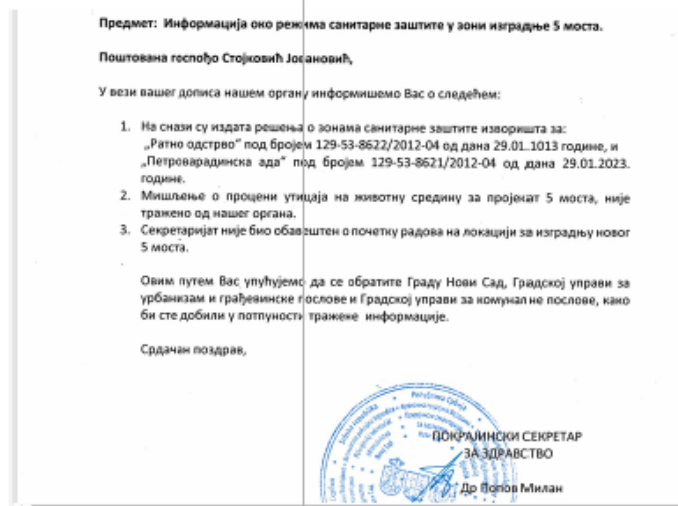 Предмет: Информација око режима санитарне заштите у зони изградње 5 моста.
Поштована госпођо Стојковић Јовановић,
У вези вашег дописа нашем органу информишемо Вас о следећем:
1. На снази су издата решења о зонама санитарне заштите изворишта за:
„Ратно одстрво" под бројем 129-53-8622/2012-04 од дана 29.01.1013 године, и
„Петроварадинска ада" под бројем 129-53-8621/2012-04 од дана 29.01.2023.
године.
2. Мишљење о процени утицаја на животну средину за пројекат 5 моста, није
тражено од нашег органа.
3. Секретаријат није био обавештен о почетку радова на локацији за изградњу новог
5 моста.
Овим путем Вас упућујемо да се обратите Граду Нови Сад, Градској управи за
урбанизам и грађевинске послове и Градској управи за комуналне послове, како
би сте добили у потпуности тражене информације.
Срдачан поздрав,
Република Србија
ПОКРАЈИНСКИ СЕКРЕТАР
ЗА ЗДРАВСТВО
Др Попов Милан